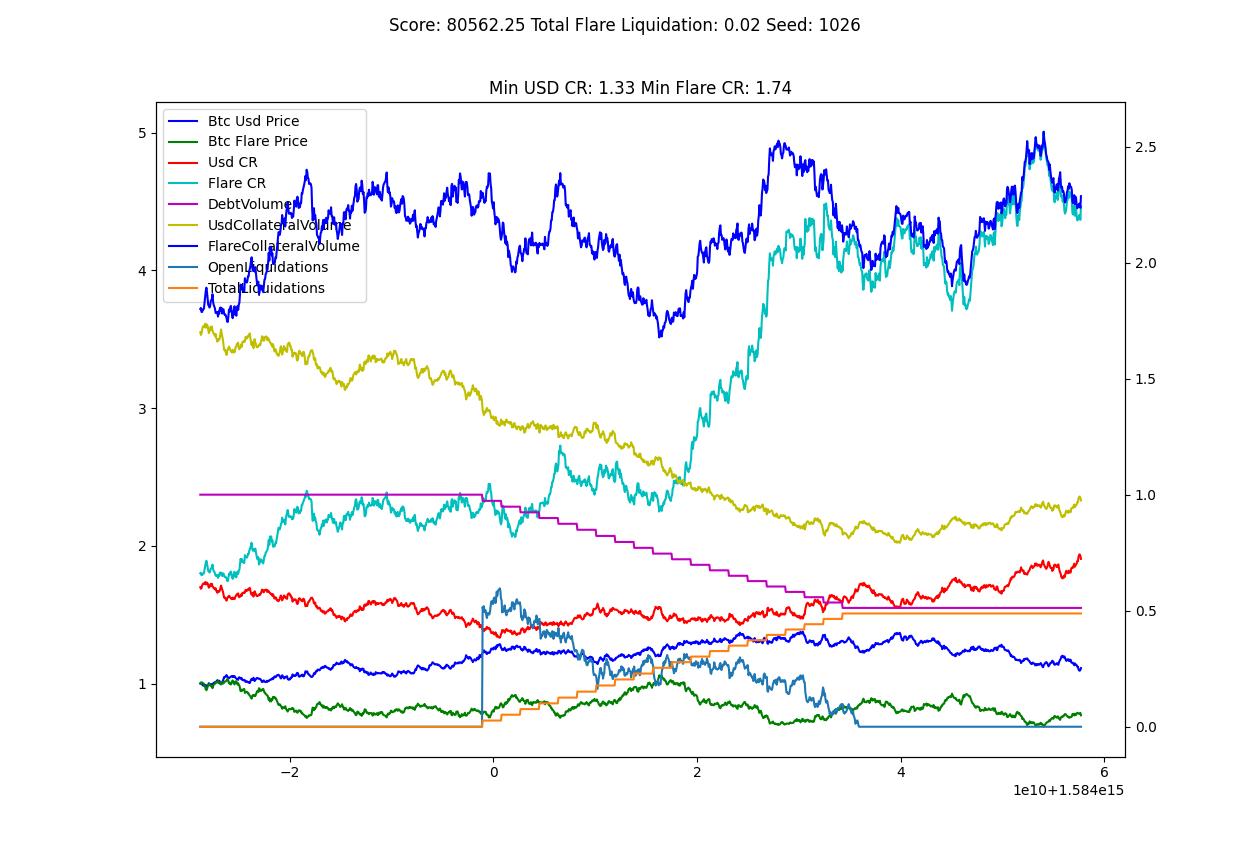 Score: 80562.25 Total Flare Liquidation: 0.02 Seed: 1026
Min USD CR: 1.33 Min Flare CR: 1.74
Btc Usd Price
Btc Flare Price
Usd CR
Flare CR
DebtVolume
UsdCollateralVolume
FlareCollateralVolume
OpenLiquidations
TotalLiquidations
5
4
3
2
1
2.5
2.0
1.5
1.0
0.5
0.0
−2
0
2
4
6
1e10+1.584e15